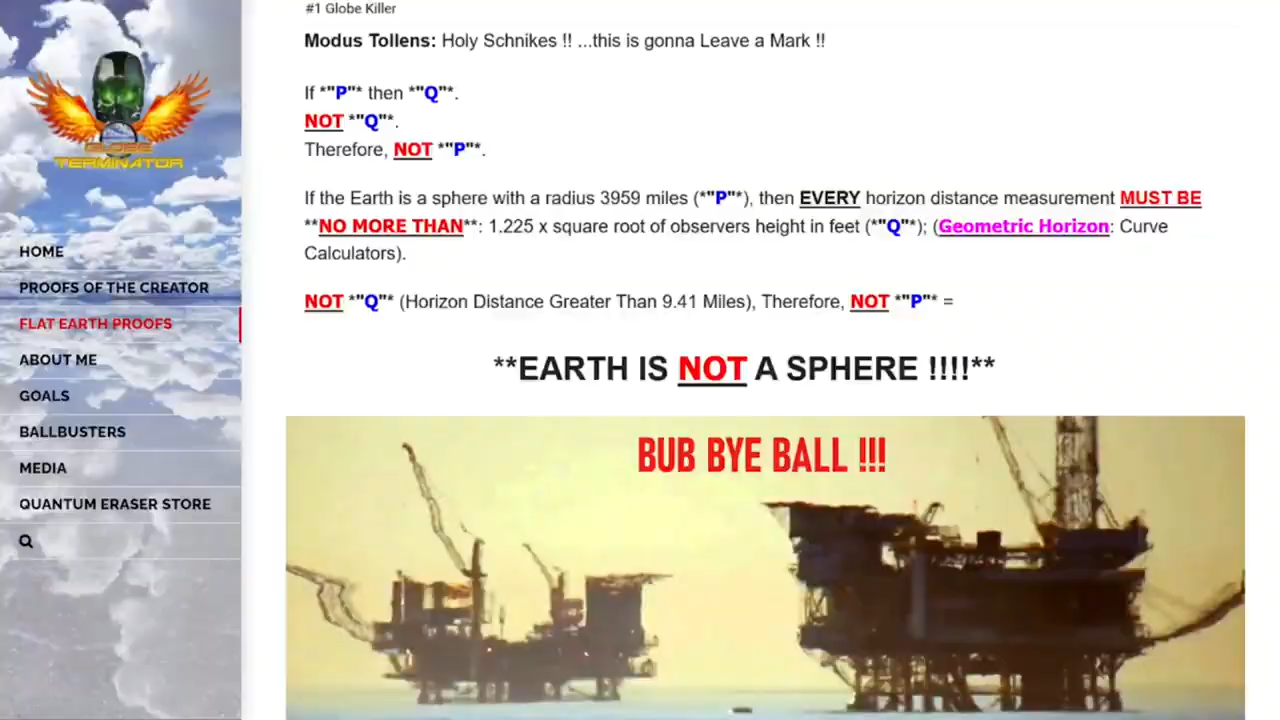 GLOBE
TERMINATOR
HOME
PROOFS OF THE CREATOR
FLAT EARTH PROOFS
ABOUT ME
GOALS
BALLBUSTERS
MEDIA
QUANTUM ERASER STORE
#1 Globe Killer
Modus Tollens: Holy Schnikes !! ...this is gonna Leave a Mark !!
If *"P"* then *"Q"*.
NOT *"Q"*.
Therefore, NOT *"P"*.
If the Earth is a sphere with a radius 3959 miles (*"P"*), then EVERY horizon distance measurement MUST BE
**NO MORE THAN**: 1.225 x square root of observers height in feet (*"Q"*); (Geometric Horizon: Curve
Calculators).
NOT *"Q"* (Horizon Distance Greater Than 9.41 Miles), Therefore, NOT *"P"* =
**EARTH IS NOT A SPHERE !!!!**
BUB BYE BALL !!!